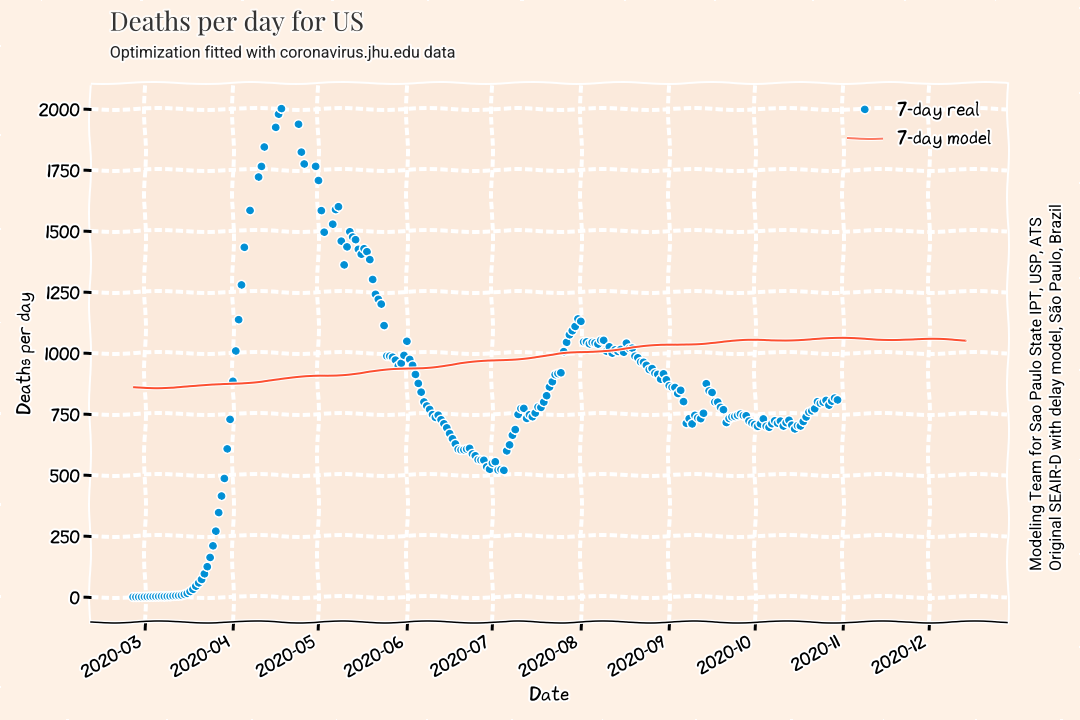 Deaths per day for US
Optimization fitted with coronavirus.jhu.edu data
7-day real
7-day model
2000
1750
1500
1250
1000
750
500
250
0
Deaths per day
2020-03
2020-04
2020-05
2020-06
2020-07
2020-08
2020-09
2020-10
2020-11
2020-12
Date
Modeling Team for Sao Paulo State IPT, USP, ATS
Original SEAIR-D with delay model, São Paulo, Brazil